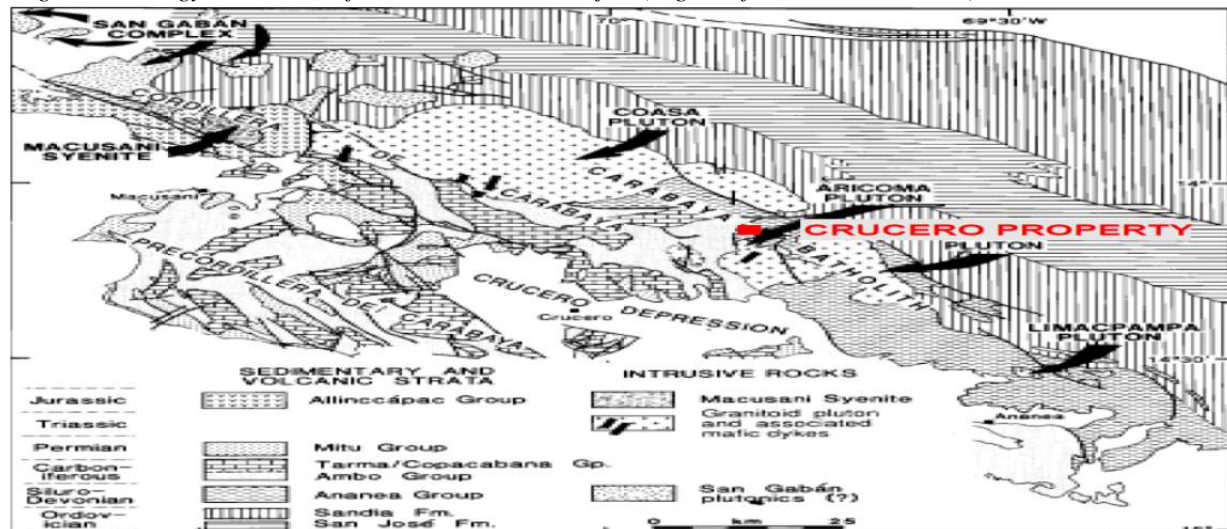 70°
69°30'W
SAN GABÁN
COMPLEX
CORDILLERA
COASA
PLUTON
MACUSANI
SYENITE
DE
CARABAYA
CARABAYA
14°
Macusani
ARICOMA
PLUTON
CRUCERO PROPERTY
PLUTON
BATHOLITH
PRECORDILLERA DEL CARABAYA
CRUCERO DEPRESSION
Crucero
LIMACPAMPA
PLUTON
14°30'
SEDIMENTARY AND
VOLCANIC STRATA
INTRUSIVE ROCKS
Jurassic
Allinccápac Group
Macusani Syenite
Triassic
Granitoid pluton
and associated
mafic dykes
Ananea
Permian
Mitu Group
Carbon-
iferous
Tarma/Copacabana Gp.
Ambo Group
Siluro-
Devonian
Ananea Group
San Gabán
plutonics (?)
Ordov-
ician
Sandia Fm.
San José Fm.
0 km 25